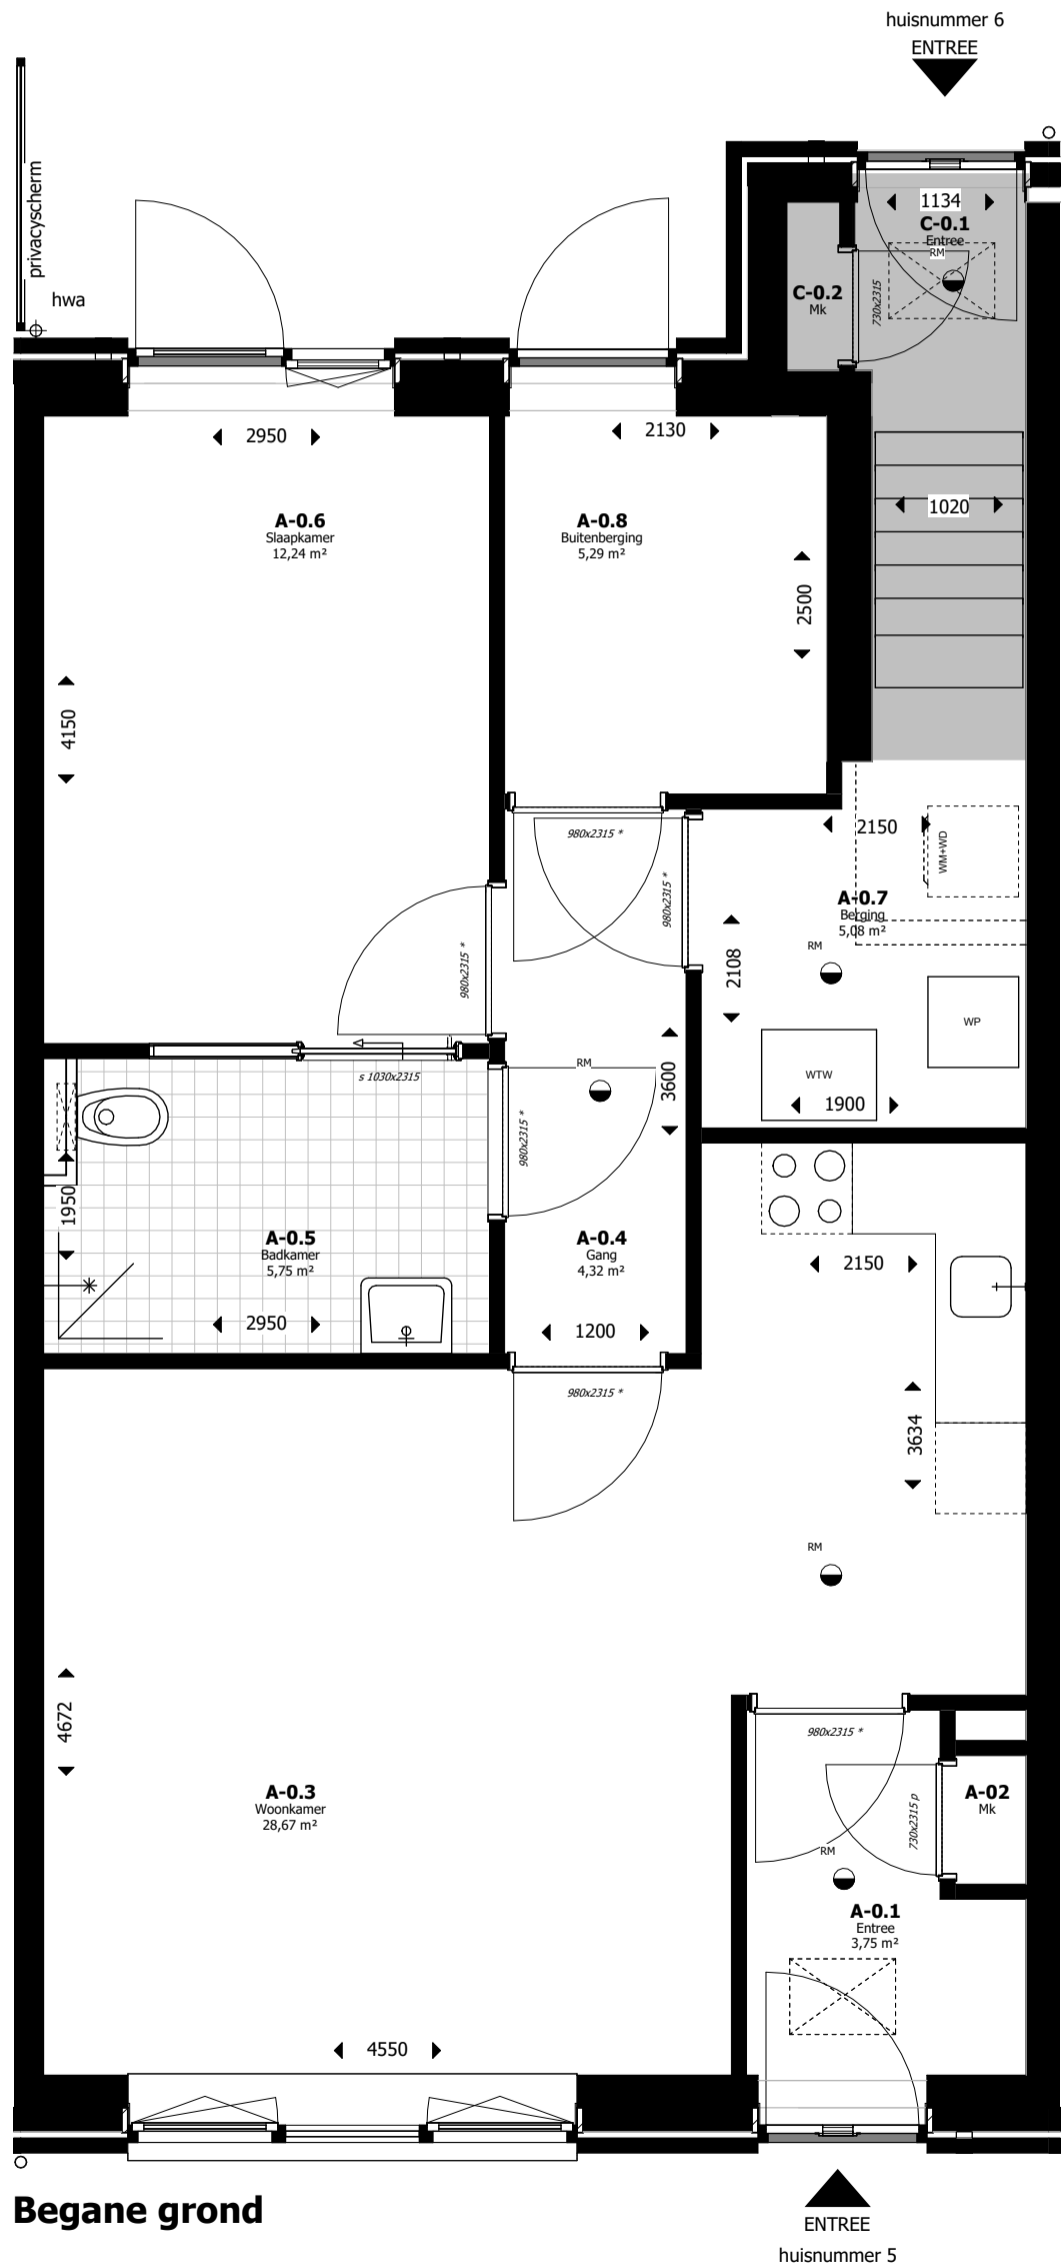 huisnummer 6
ENTREE
privacyscherm
hwa
1134
C-0.1
Entree
RM
C-0.2
Mk
730x2315
2950
2130
A-0.6
Slaapkamer
12,24 m²
A-0.8
Buitenberging
5,29 m²
1020
2500
4150
980x2315 *
2150
WM+WD
980x2315 *
A-0.7
Berging
5,08 m²
RM
980x2315 *
2108
WP
RM
3600
s 1030x2315
WTW
1900
980x2315 *
1950
A-0.5
Badkamer
5,75 m²
A-0.4
Gang
4,32 m²
2150
2950
1200
980x2315 *
3634
RM
4672
980x2315 *
A-0.3
Woonkamer
28,67 m²
A-02
Mk
730x2315 p
RM
A-0.1
Entree
3,75 m²
4550
Begane grond
ENTREE
huisnummer 5